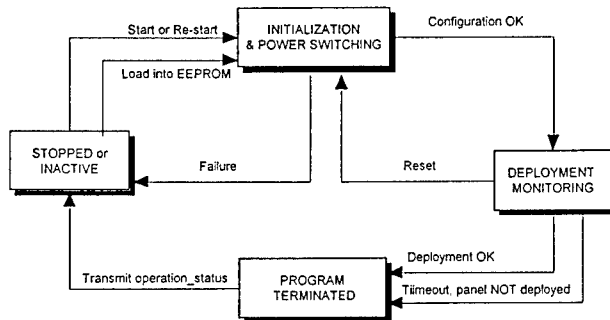 INITIALIZATION
& POWER SWITCHING
Configuration OK
Start or Re-start
Load into EEPROM
STOPPED or
INACTIVE
Failure
Reset
DEPLOYMENT
MONITORING
Deployment OK
Transmit operation_status
PROGRAM
TERMINATED
Tiimeout, panel NOT deployed